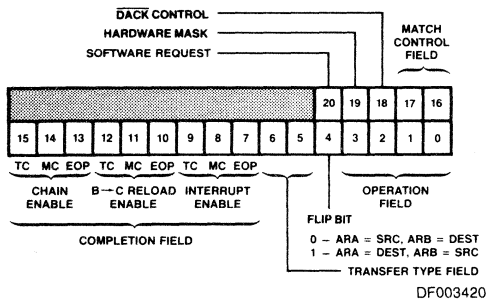 DACK CONTROL
HARDWARE MASK
SOFTWARE REQUEST
MATCH
CONTROL
FIELD
20 19 18 17 16
15 14 13 12 11 10 9 8 7 6 5 4 3 2 1 0
TC MC EOP TC MC EOP TC MC EOP
CHAIN
ENABLE
B→C RELOAD
ENABLE
INTERRUPT
ENABLE
OPERATION
FIELD
COMPLETION FIELD
FLIP BIT
0 – ARA = SRC, ARB = DEST
1 – ARA = DEST, ARB = SRC
TRANSFER TYPE FIELD
DF003420